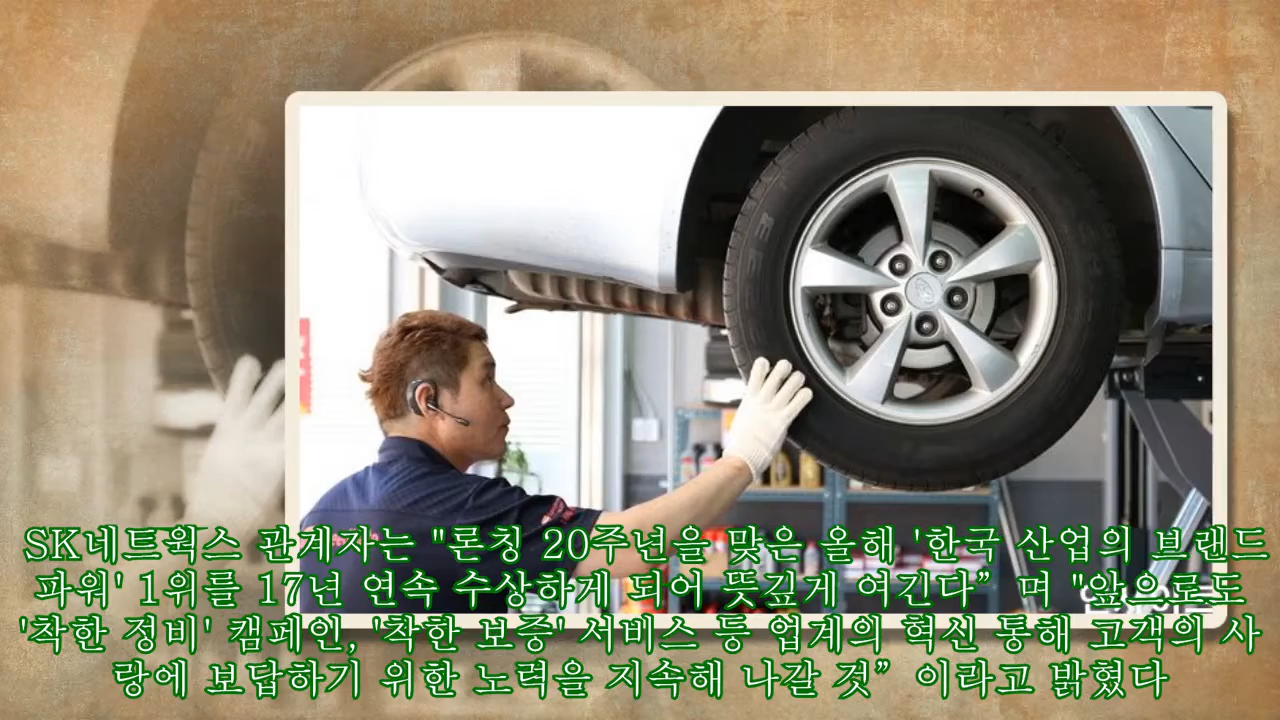 SK네트웍스 관계자는 "론칭 20주년을 맞은 올해 '한국 산업의 브랜드
파워' 1위를 17년 연속 수상하게 되어 뜻깊게 여긴다” 며 "앞으로도
'착한 정비' 캠페인, '착한 보증' 서비스 등 업계의 혁신 통해 고객의 사
랑에 보답하기 위한 노력을 지속해 나갈 것” 이라고 밝혔다